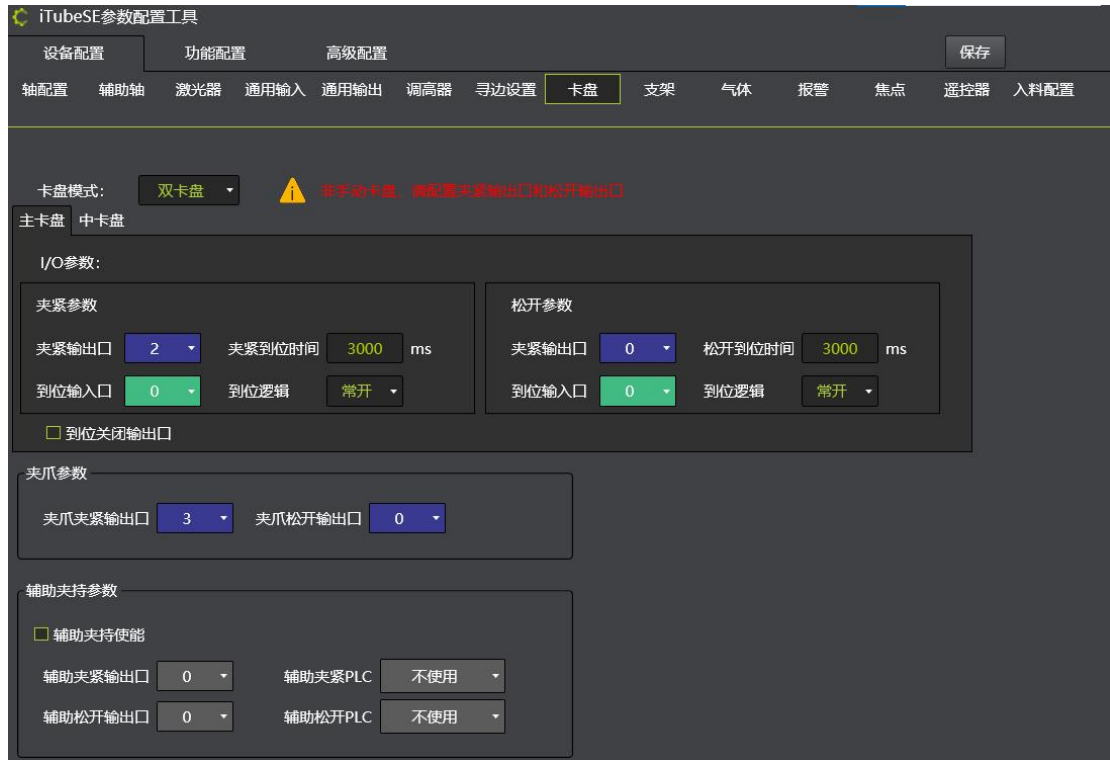 iTubeSE参数配置工具
设备配置 功能配置 高级配置 保存
轴配置 辅助轴 激光器 通用输入 通用输出 调高器 寻边设置 卡盘 支架 气体 报警 焦点 遥控器 入料配置
卡盘模式: 双卡盘 非手动卡盘，请配置夹紧输出口和松开输出口
主卡盘 中卡盘
I/O参数:
夹紧参数 松开参数
夹紧输出口 2 夹紧到位时间 3000 ms 夹紧输出口 0 松开到位时间 3000 ms
到位输入口 0 到位逻辑 常开 到位输入口 0 到位逻辑 常开
到位关闭输出口
夹爪参数
夹爪夹紧输出口 3 夹爪松开输出口 0
辅助夹持参数
辅助夹持使能
辅助夹紧输出口 0 辅助夹紧PLC 不使用
辅助松开输出口 0 辅助松开PLC 不使用